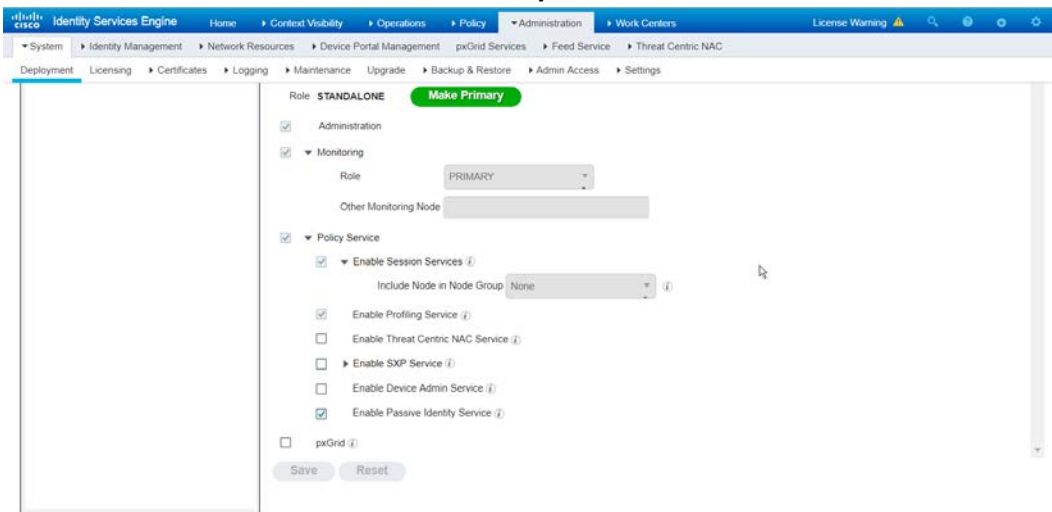 cisco Identity Services Engine Home Context Visibility Operations Policy Administration Work Centers License Warning
System Identity Management Network Resources Device Portal Management pxGrid Services Feed Service Threat Centric NAC
Deployment Licensing Certificates Logging Maintenance Upgrade Backup & Restore Admin Access Settings
Role STANDALONE Make Primary
Administration
Monitoring
Role PRIMARY
Other Monitoring Node
Policy Service
Enable Session Services
Include Node in Node Group None
Enable Profiling Service
Enable Threat Centric NAC Service
Enable SXP Service
Enable Device Admin Service
Enable Passive Identity Service
pxGrid
Save Reset